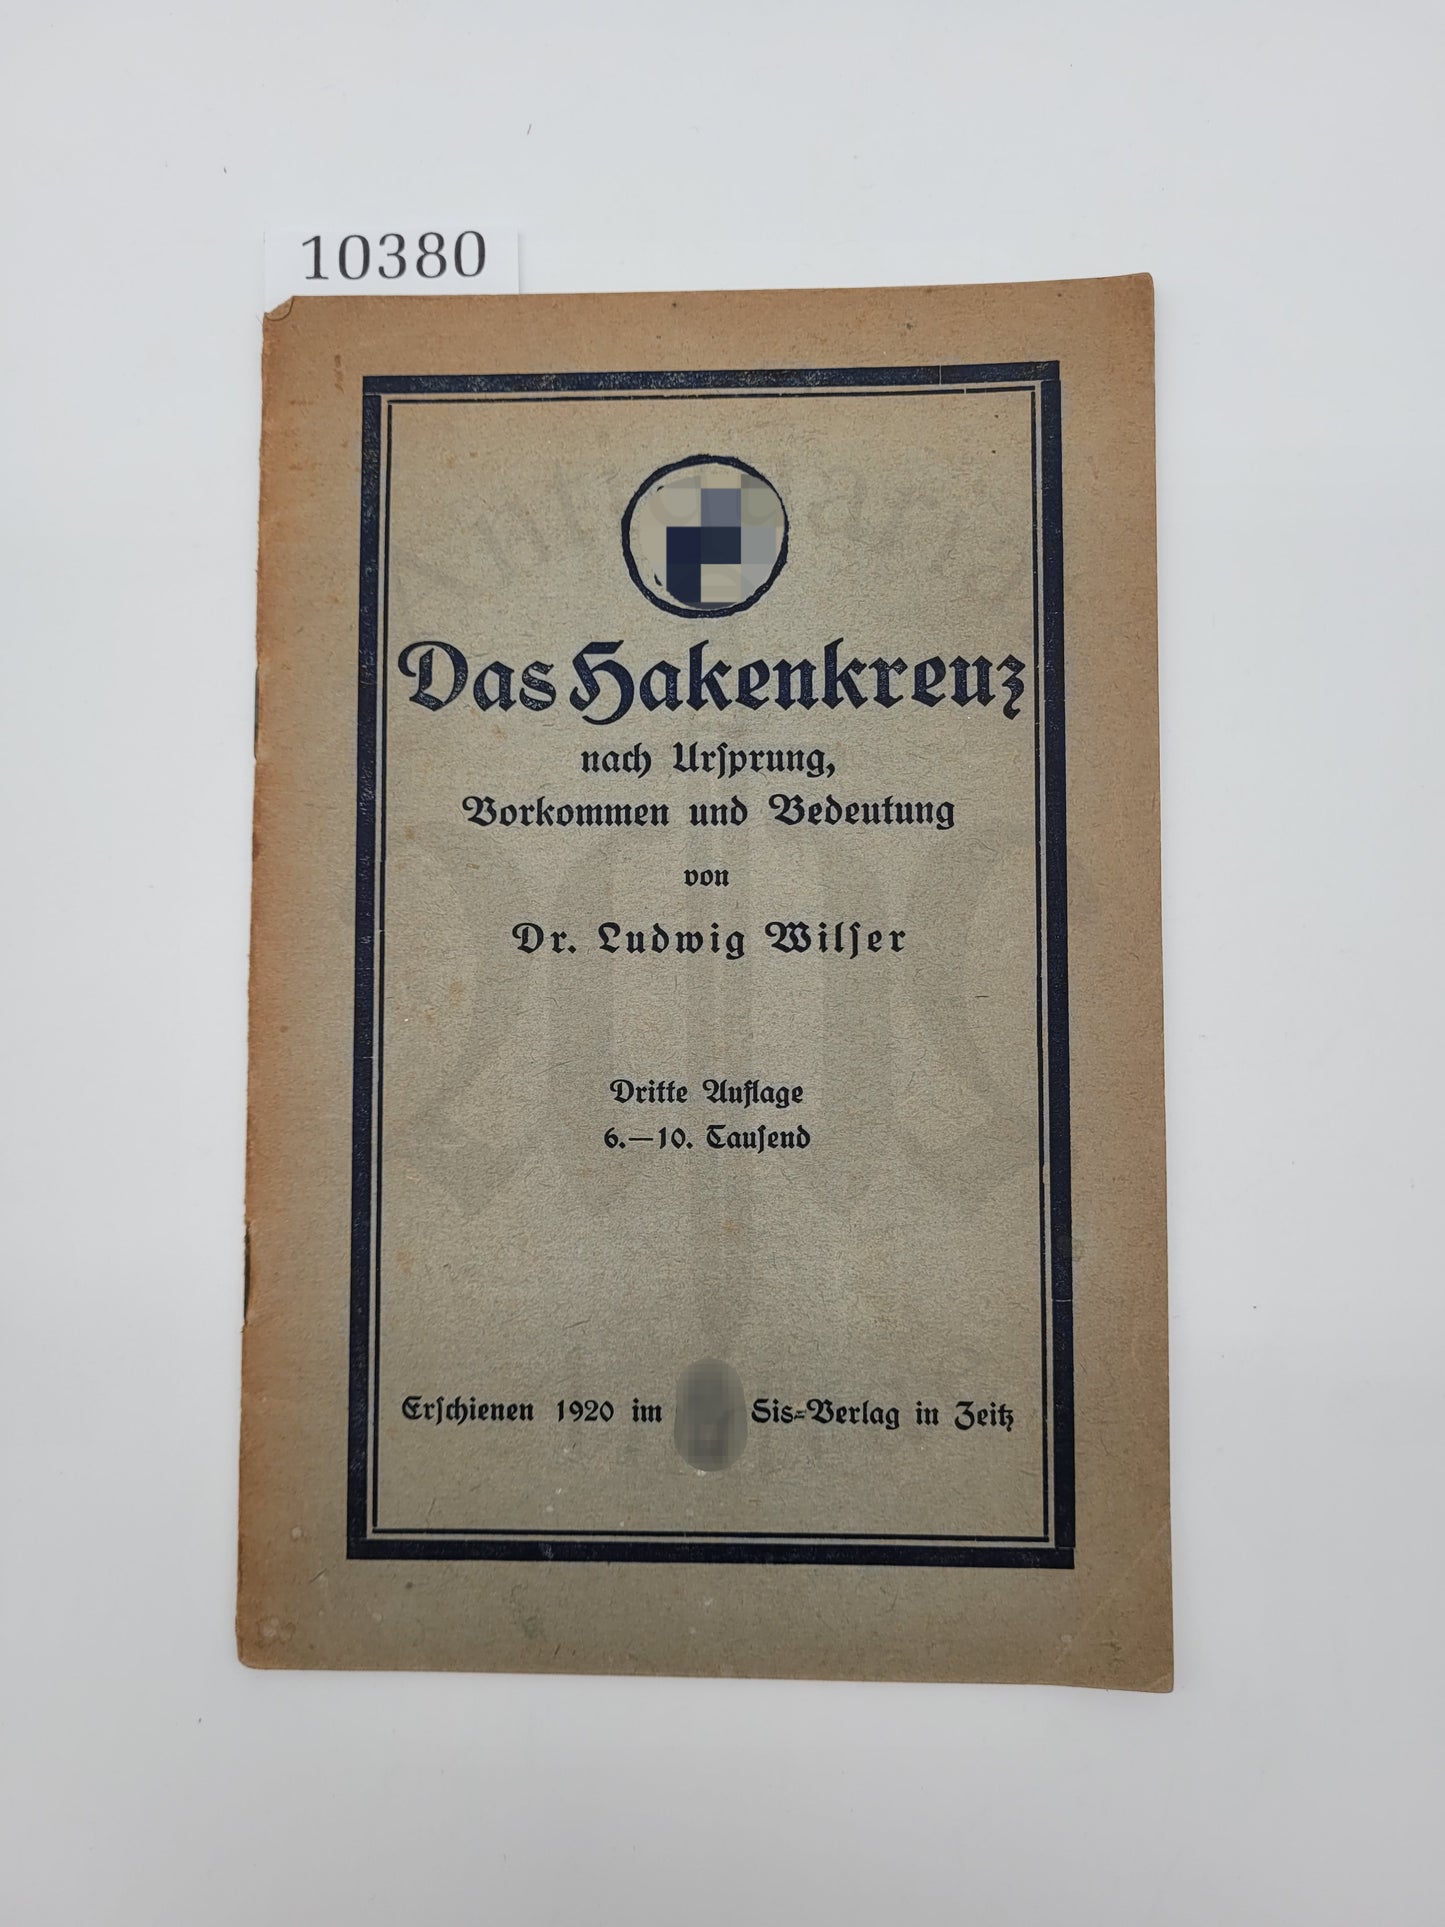 10380
Das Hakenkreuz
nach Urſprung,
Vorkommen und Bedeutung
von
Dr. Ludwig Wilſer
Dritte Auflage
6.—10. Tauſend
Erſchienen 1920 im Sis=Verlag in Zeitz